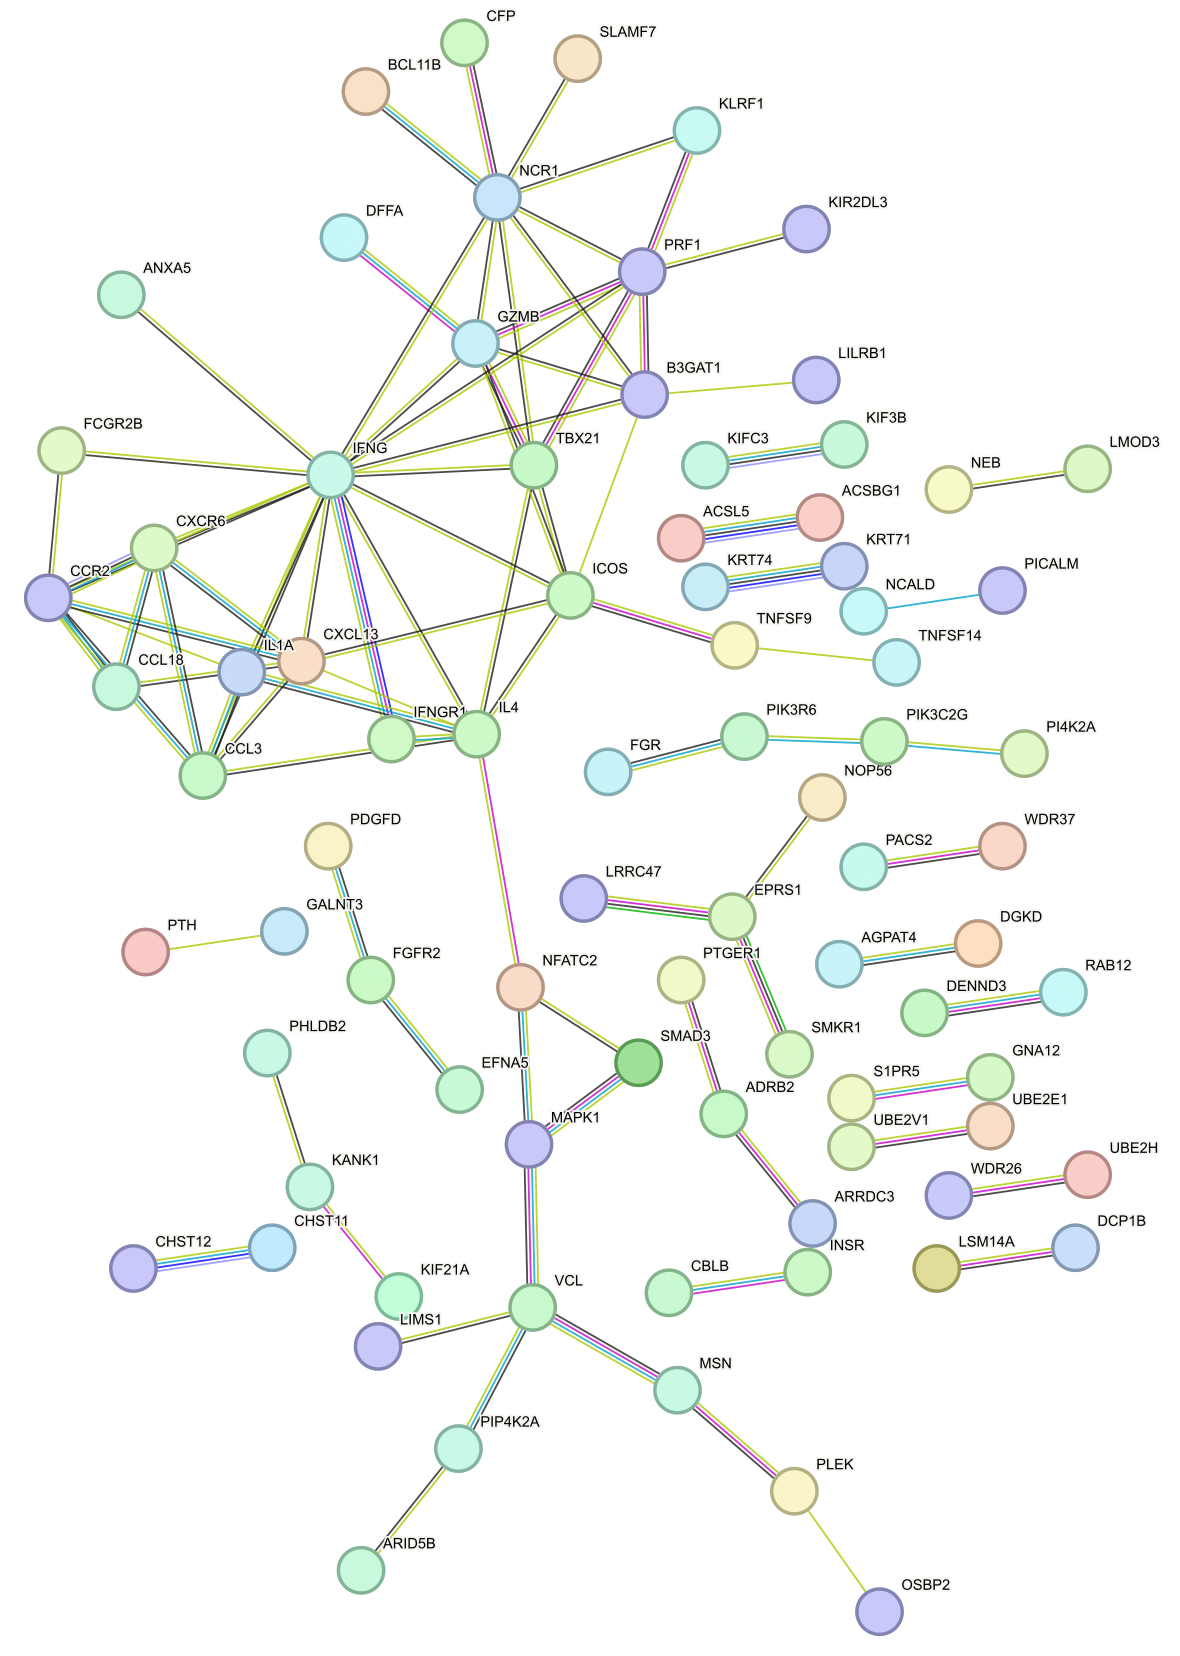 CFP
SLAMF7
BCL11B
KLRF1
NCR1
KIR2DL3
DFFA
PRF1
ANXA5
GZMB
LILRB1
B3GAT1
FCGR2B
KIF3B
KIFC3
TBX21
LMOD3
IFNG
NEB
ACSBG1
ACSL5
CXCR6
KRT71
KRT74
ICOS
CCR2
NCALD
PICALM
TNFSF9
CXCL13
TNFSF14
IL1A
CCL18
IL4
IFNGR1
PIK3R6
PIK3C2G
PI4K2A
FGR
CCL3
NOP56
PDGFD
WDR37
PACS2
LRRC47
EPRS1
GALNT3
DGKD
PTH
AGPAT4
FGFR2
NFATC2
PTGER1
RAB12
DENND3
PHLDB2
SMKR1
SMAD3
GNA12
EFNA5
S1PR5
ADRB2
UBE2E1
MAPK1
UBE2V1
UBE2H
KANK1
WDR26
ARRDC3
CHST11
DCP1B
CHST12
LSM14A
INSR
CBLB
KIF21A
VCL
LIMS1
MSN
PIP4K2A
PLEK
ARID5B
OSBP2